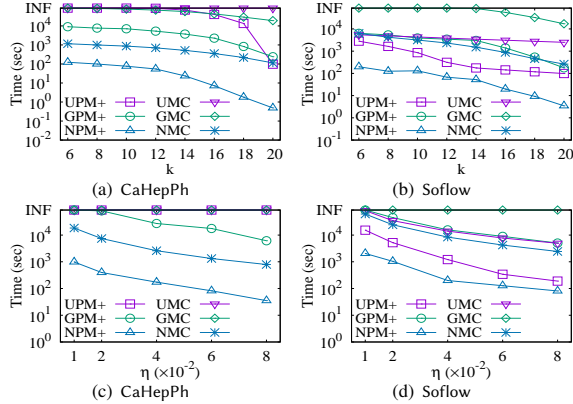 INF
10^5
10^4
10^3
10^2
10^1
10^0
10^-1
10^-2
Time (sec)
UPM+ UMC
GPM+ GMC
NPM+ NMC
6 8 10 12 14 16 18 20
k
(a) CaHepPh
INF
10^5
10^4
10^3
10^2
10^1
10^0
10^-1
Time (sec)
UPM+ UMC
GPM+ GMC
NPM+ NMC
6 8 10 12 14 16 18 20
k
(b) Soflow
INF
10^4
10^3
10^2
10^1
10^0
Time (sec)
UPM+ UMC
GPM+ GMC
NPM+ NMC
1 2 4 6 8
η (×10^-2)
(c) CaHepPh
INF
10^4
10^3
10^2
10^1
10^0
Time (sec)
UPM+ UMC
GPM+ GMC
NPM+ NMC
1 2 4 6 8
η (×10^-2)
(d) Soflow